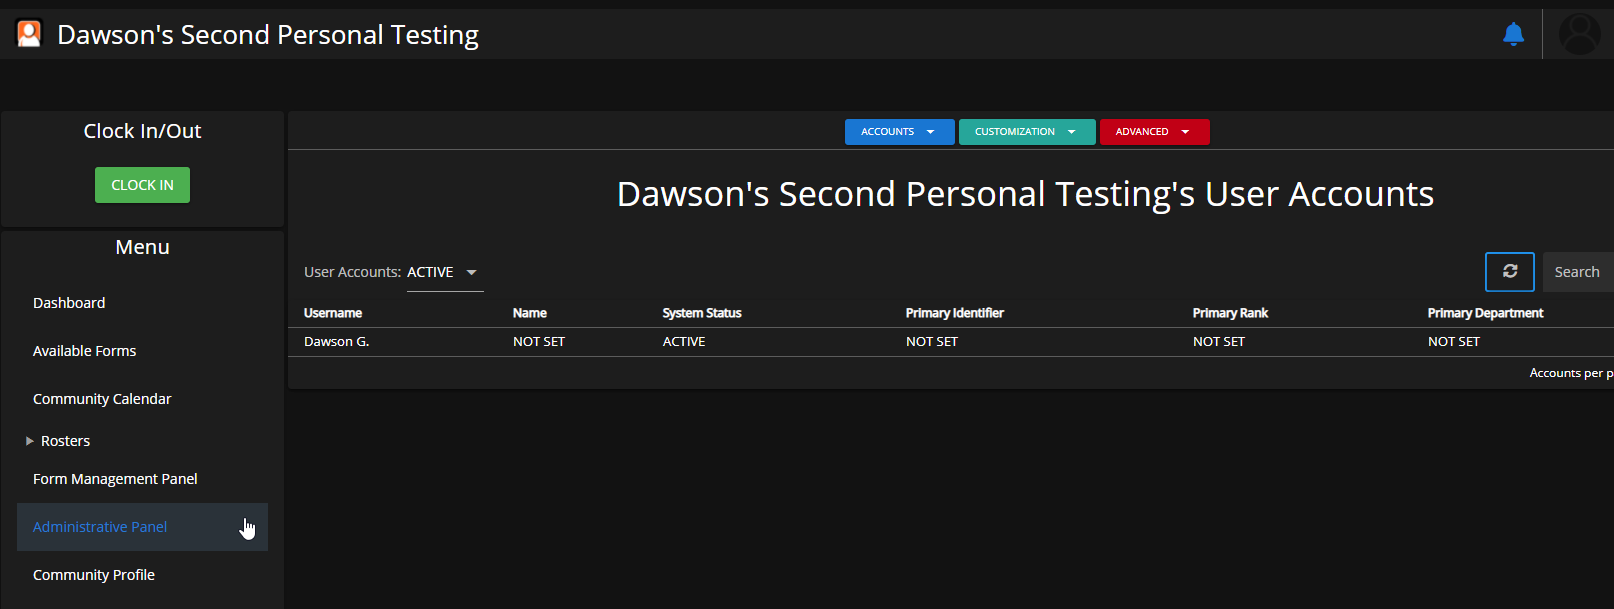 Dawson's Second Personal Testing
Clock In/Out
CLOCK IN
Menu
Dashboard
Available Forms
Community Calendar
Rosters
Form Management Panel
Administrative Panel
Community Profile
ACCOUNTS CUSTOMIZATION ADVANCED
Dawson's Second Personal Testing's User Accounts
User Accounts: ACTIVE Search
Username Name System Status Primary Identifier Primary Rank Primary Department
Dawson G. NOT SET ACTIVE NOT SET NOT SET NOT SET
Accounts per p